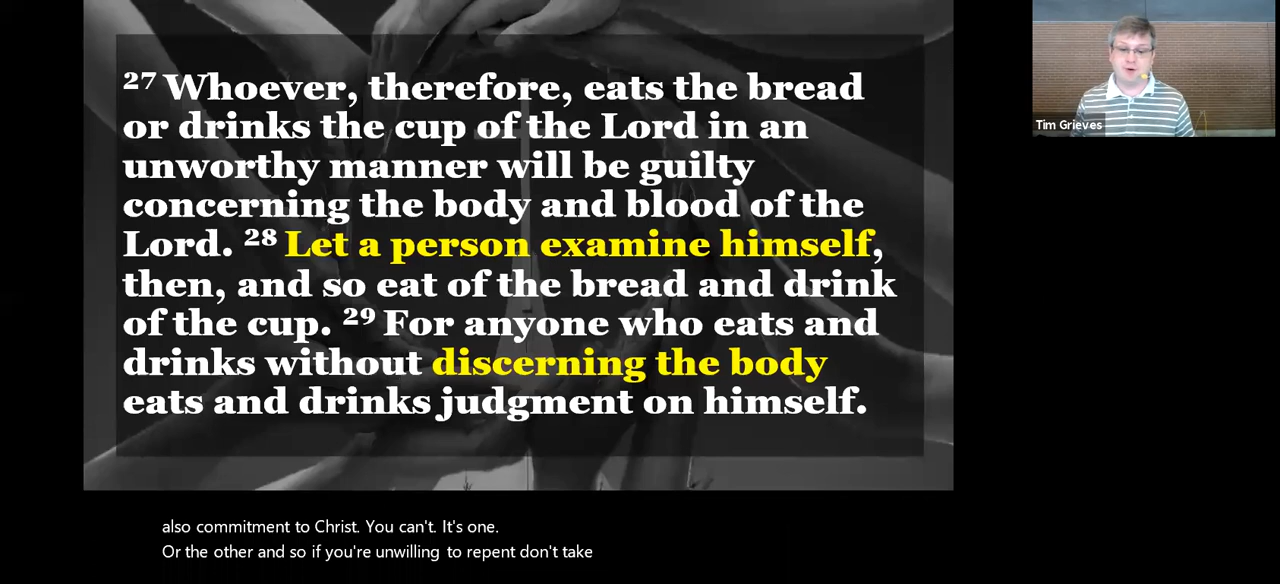 27 Whoever, therefore, eats the bread
or drinks the cup of the Lord in an
unworthy manner will be guilty
concerning the body and blood of the
Lord. 28 Let a person examine himself,
then, and so eat of the bread and drink
of the cup. 29 For anyone who eats and
drinks without discerning the body
eats and drinks judgment on himself.
Tim Grieves
also commitment to Christ. You can't. It's one.
Or the other and so if you're unwilling to repent don't take